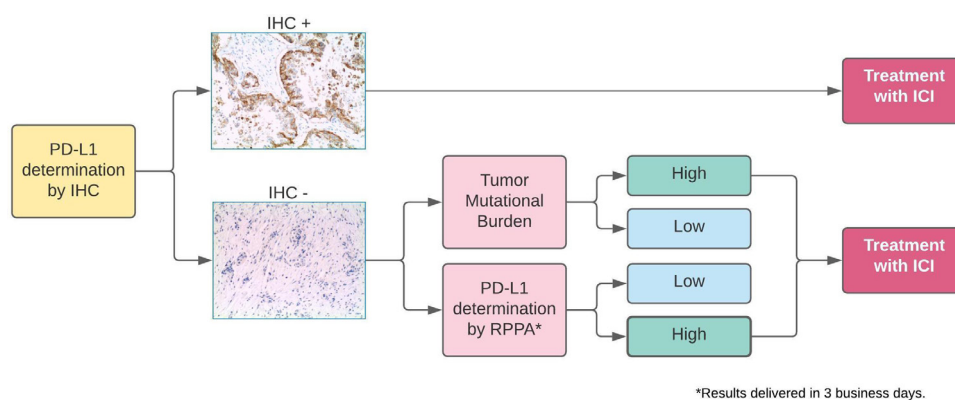 IHC +
Treatment
with ICI
PD-L1
determination
by IHC
IHC -
Tumor
Mutational
Burden
High
Low
Treatment
with ICI
PD-L1
determination
by RPPA*
Low
High
*Results delivered in 3 business days.